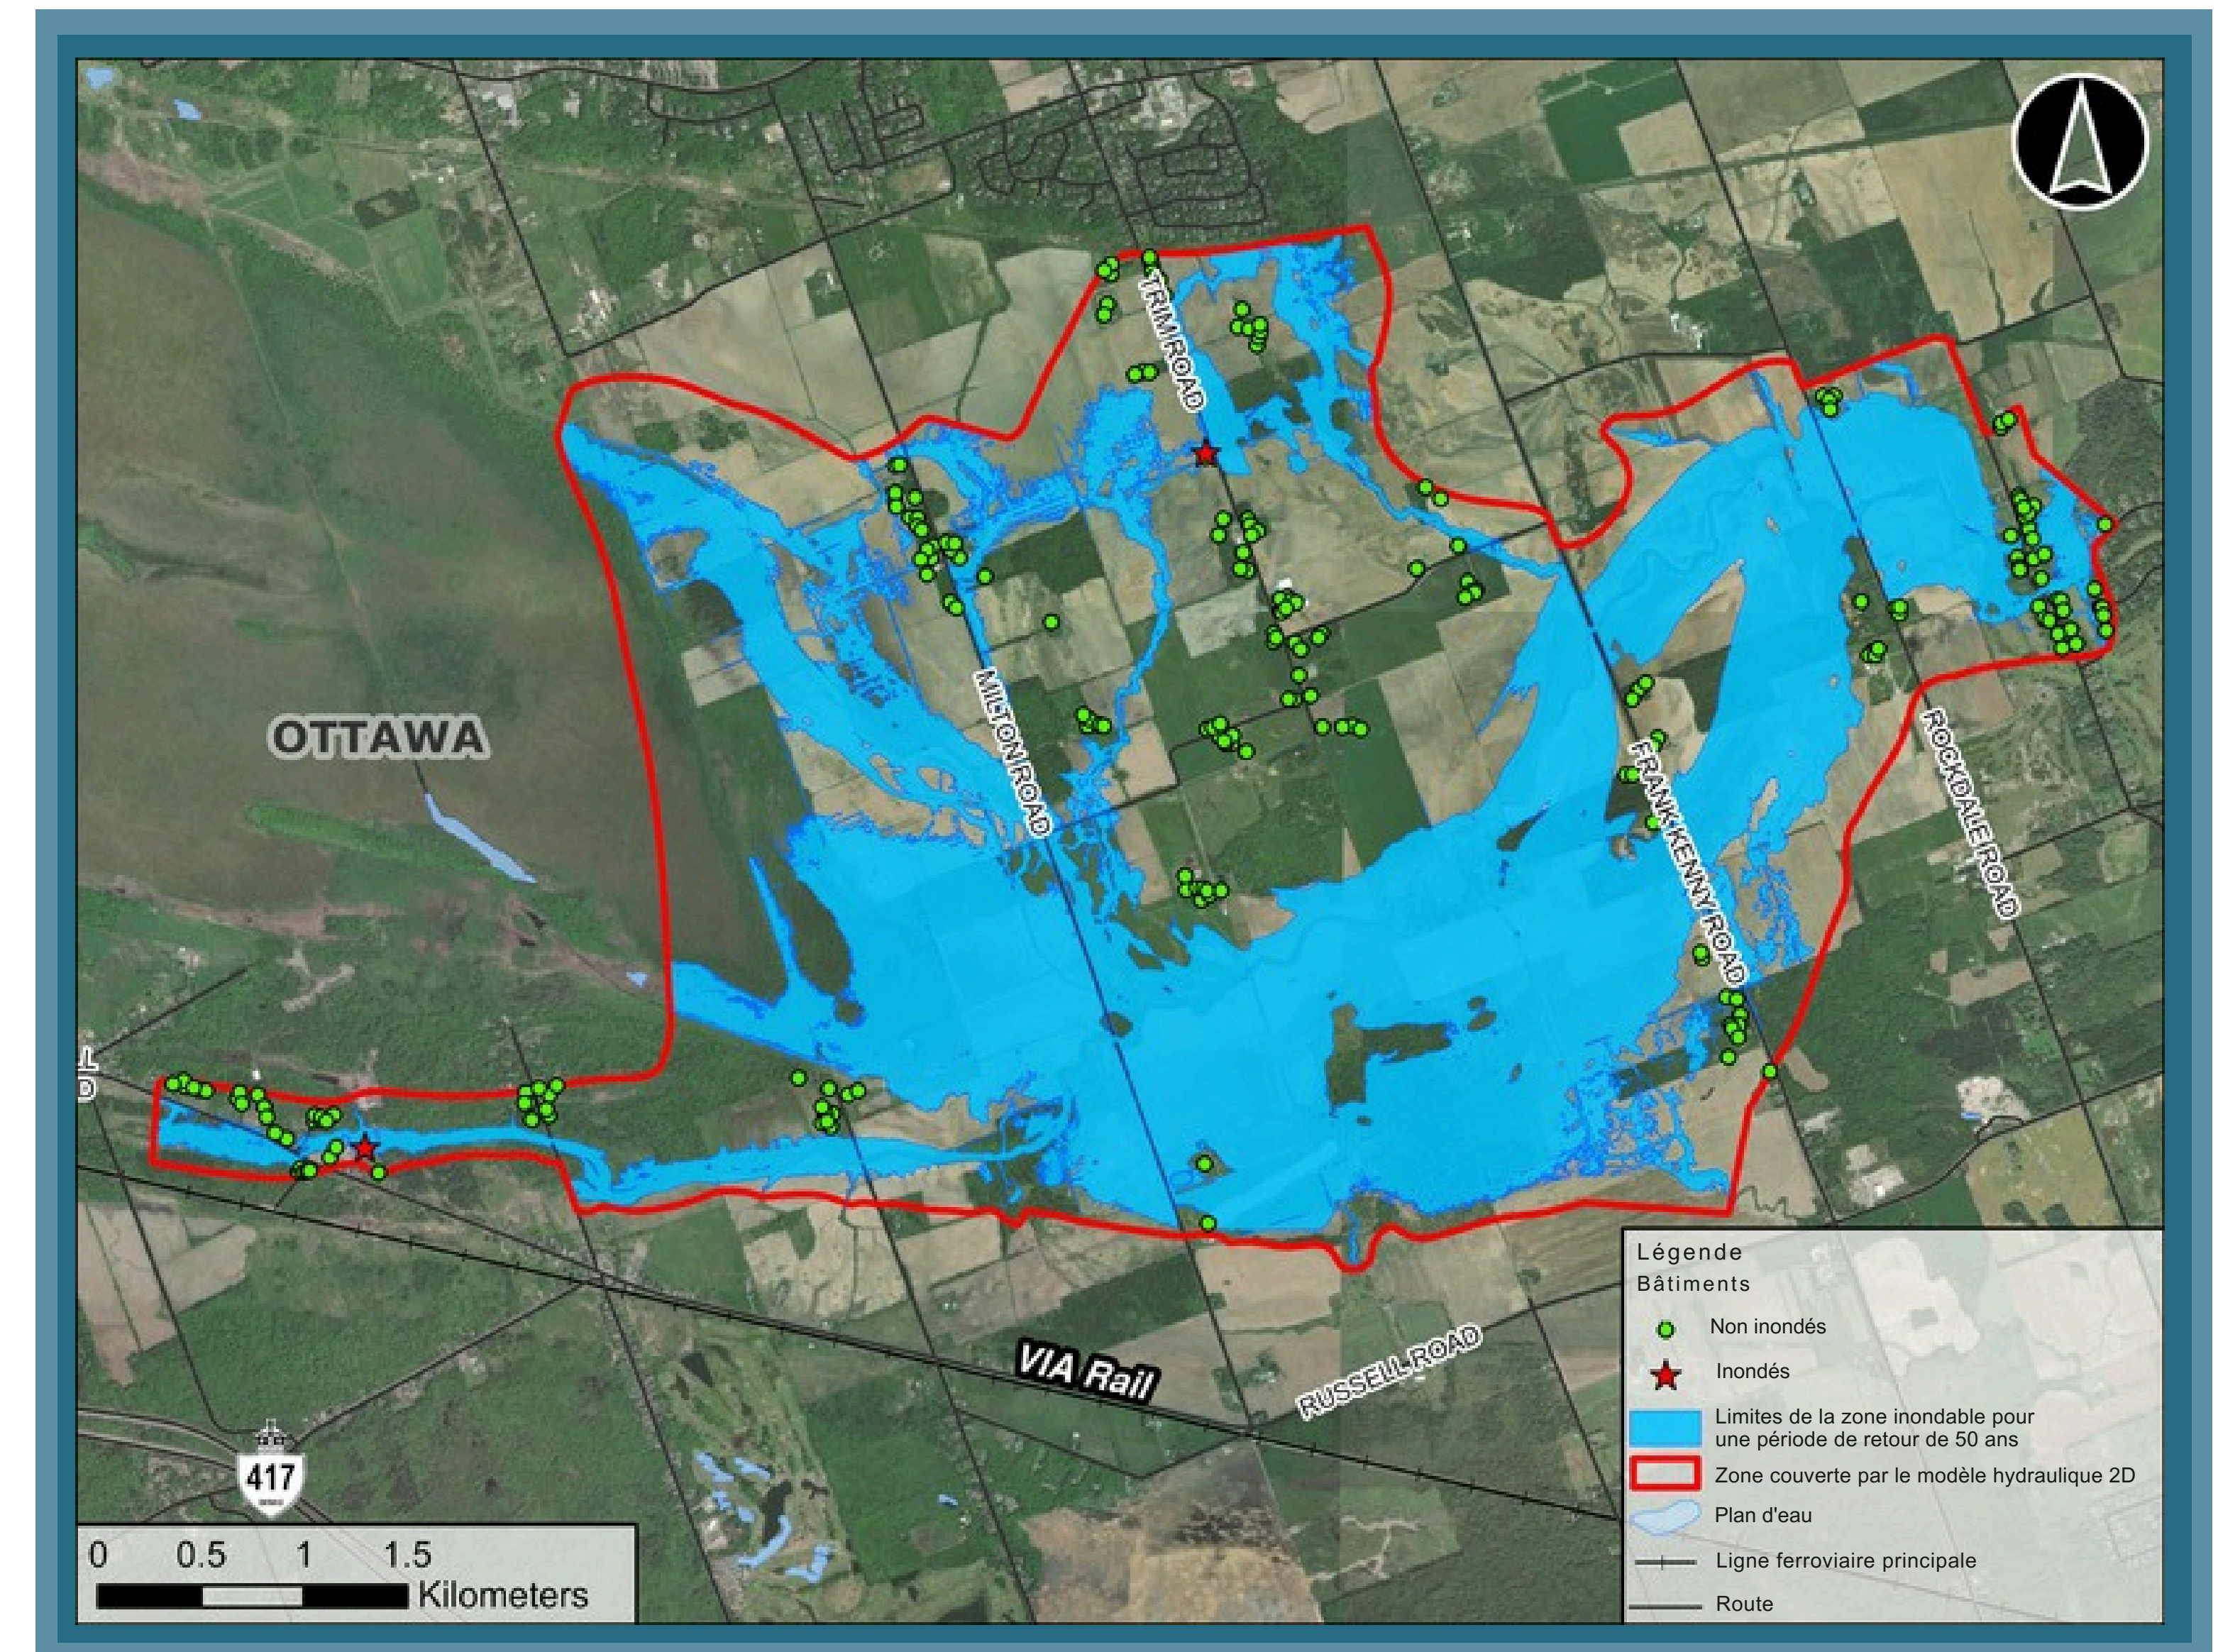 TRIM ROAD
OTTAWA
MILTON ROAD
FRANK KENNY ROAD
ROCKDALE ROAD
L
D
VIA Rail
RUSSELL ROAD
417
0 0.5 1 1.5
Kilometers
Légende
Bâtiments
Non inondés
Inondés
Limites de la zone inondable pour
une période de retour de 50 ans
Zone couverte par le modèle hydraulique 2D
Plan d'eau
Ligne ferroviaire principale
Route